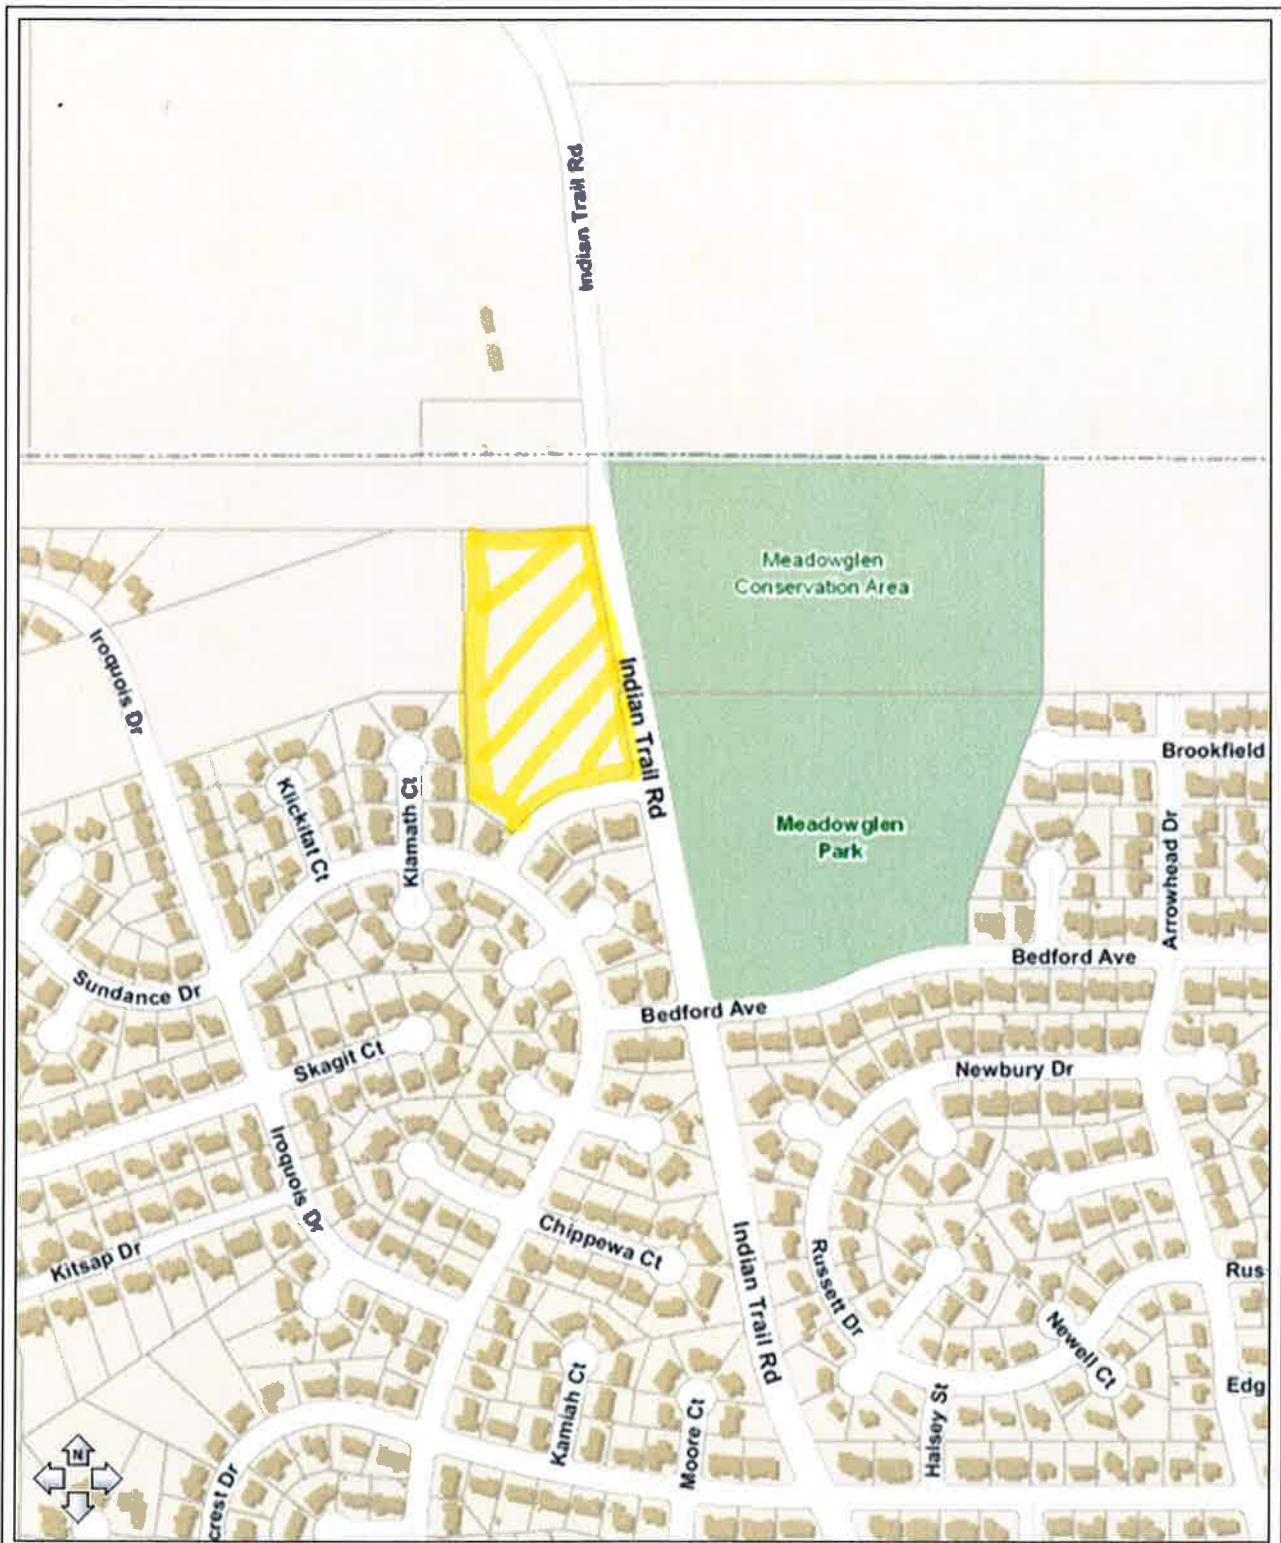 Indian Trail Rd
Meadowglen
Conservation Area
Iroquois Dr
Indian Trail Rd
Brookfield
Klickitat Ct
Klamath Ct
Meadowglen
Park
Arrowhead Dr
Sundance Dr
Bedford Ave
Bedford Ave
Skagit Ct
Newbury Dr
Iroquois Dr
Chippewa Ct
Kitsap Dr
Indian Trail Rd
Russett Dr
Rus
Newell Ct
Kamiah Ct
Moore Ct
Halsey St
Edg
N
crest Dr